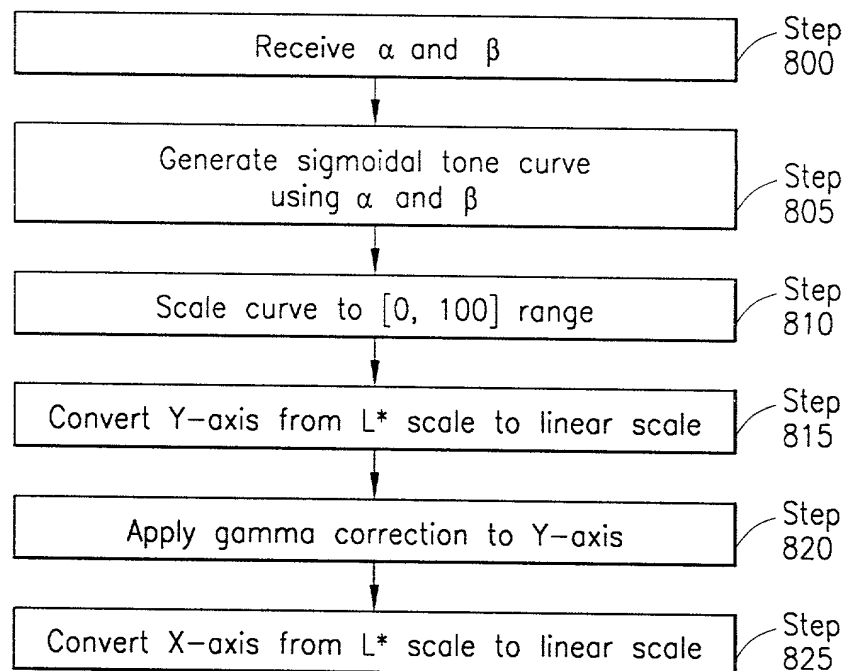 Receive α and β
Step
800
Generate sigmoidal tone curve
using α and β
Step
805
Scale curve to [0, 100] range
Step
810
Convert Y-axis from L* scale to linear scale
Step
815
Apply gamma correction to Y-axis
Step
820
Convert X-axis from L* scale to linear scale
Step
825